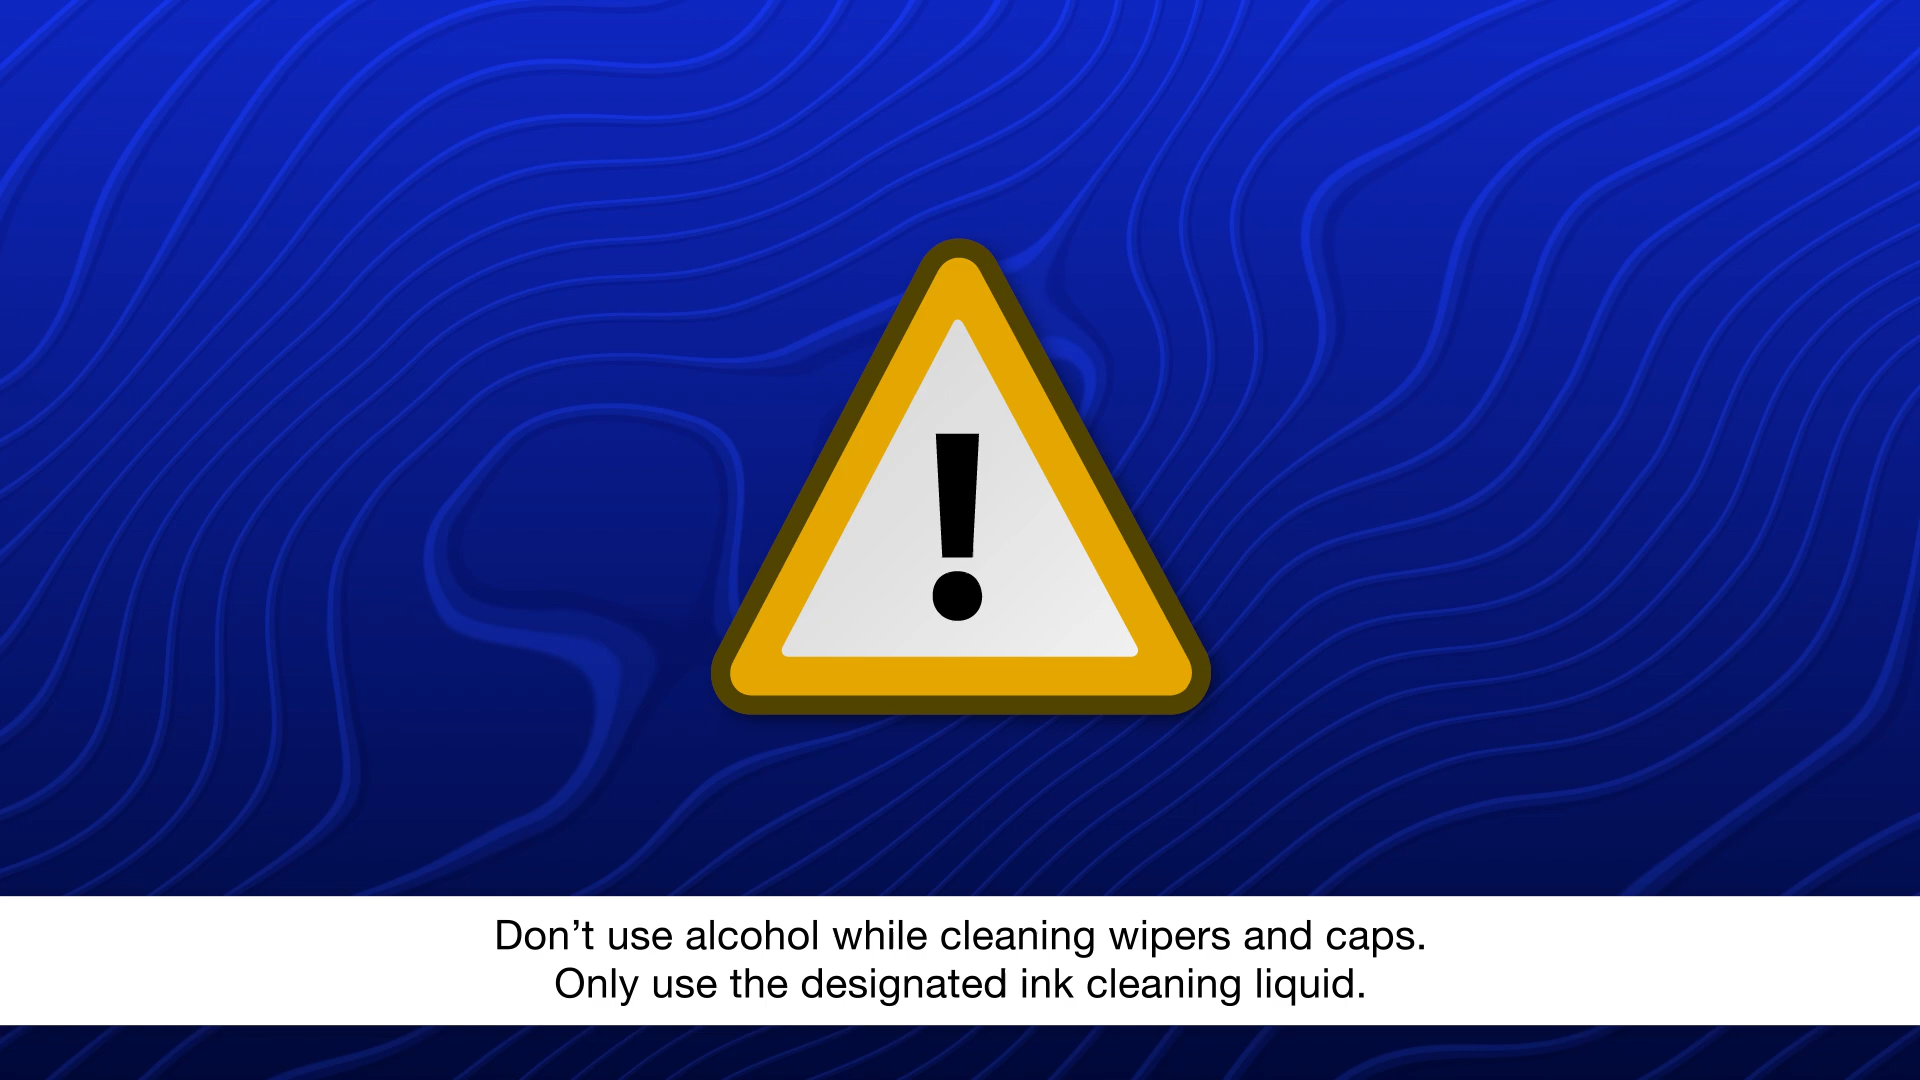 Don’t use alcohol while cleaning wipers and caps.
Only use the designated ink cleaning liquid.